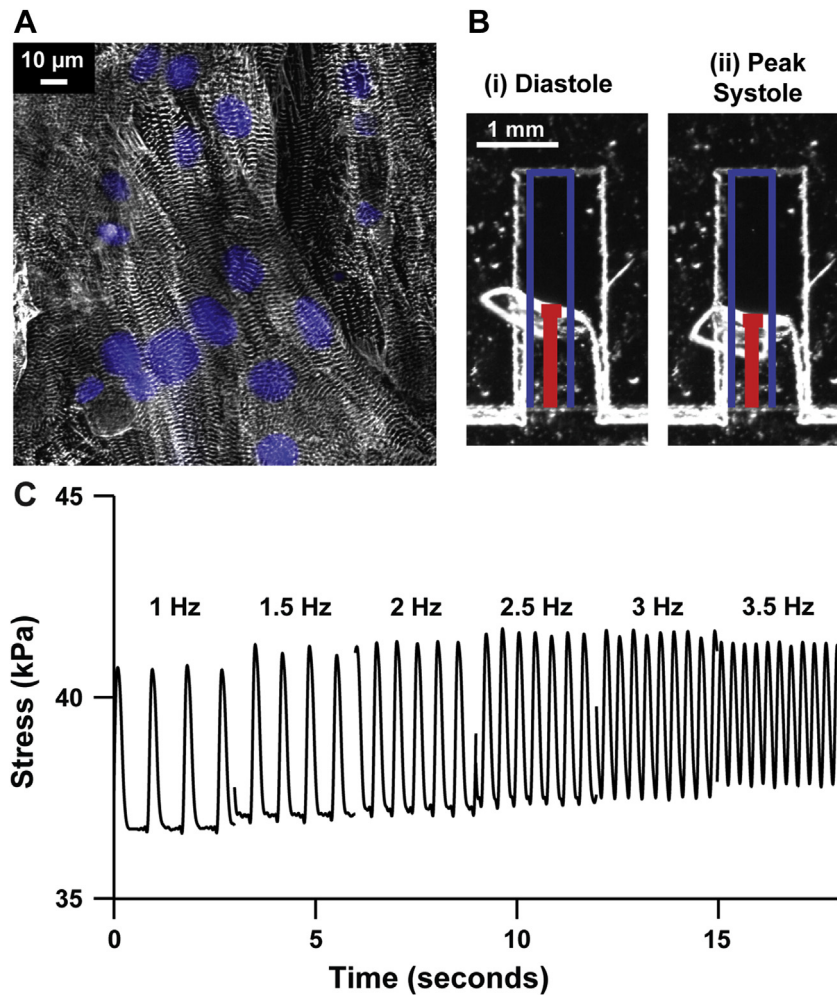 A
10 µm
B
(i) Diastole
(ii) Peak
Systole
1 mm
C
45
40
35
Stress (kPa)
1 Hz
1.5 Hz
2 Hz
2.5 Hz
3 Hz
3.5 Hz
0
5
10
15
Time (seconds)